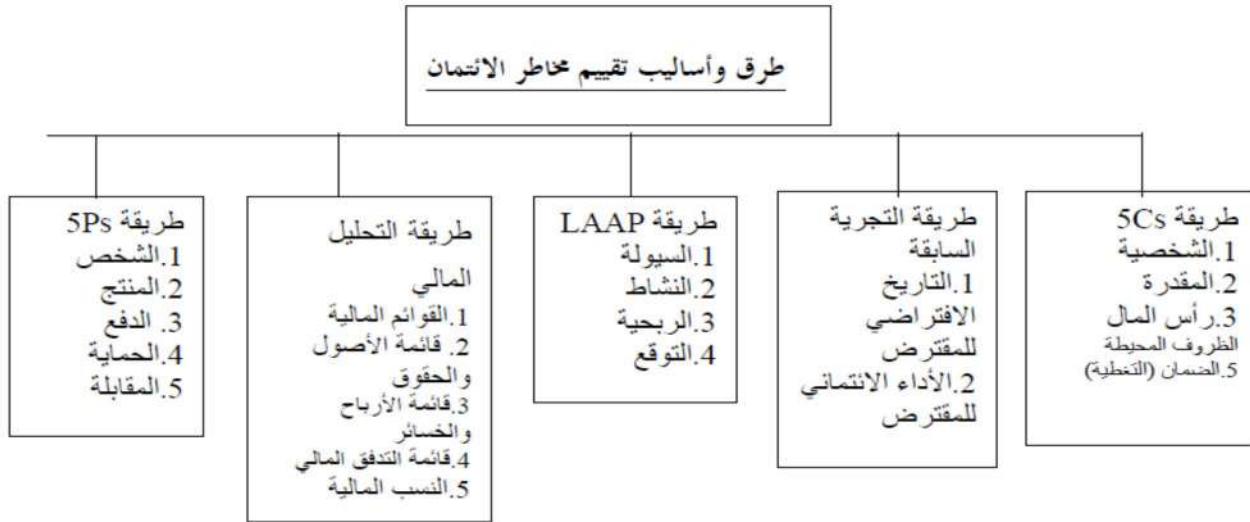 طرق وأساليب تقييم مخاطر الائتمان
طريقة 5Cs
1.الشخصية
2.المقدرة
3.رأس المال
الظروف المحيطة
5.الضمان (التغطية)
طريقة التجربة
السابقة
1.التاريخ
الافتراضي
للمقترض
2.الأداء الائتماني
للمقترض
طريقة LAAP
1.السيولة
2.النشاط
3.الربحية
4.التوقع
طريقة التحليل
المالي
1.القوائم المالية
2. قائمة الأصول
والحقوق
3.قائمة الأرباح
والخسائر
4.قائمة التدفق المالي
5.النسب المالية
طريقة 5Ps
1.الشخص
2.المنتج
3. الدفع
4.الحماية
5.المقابلة